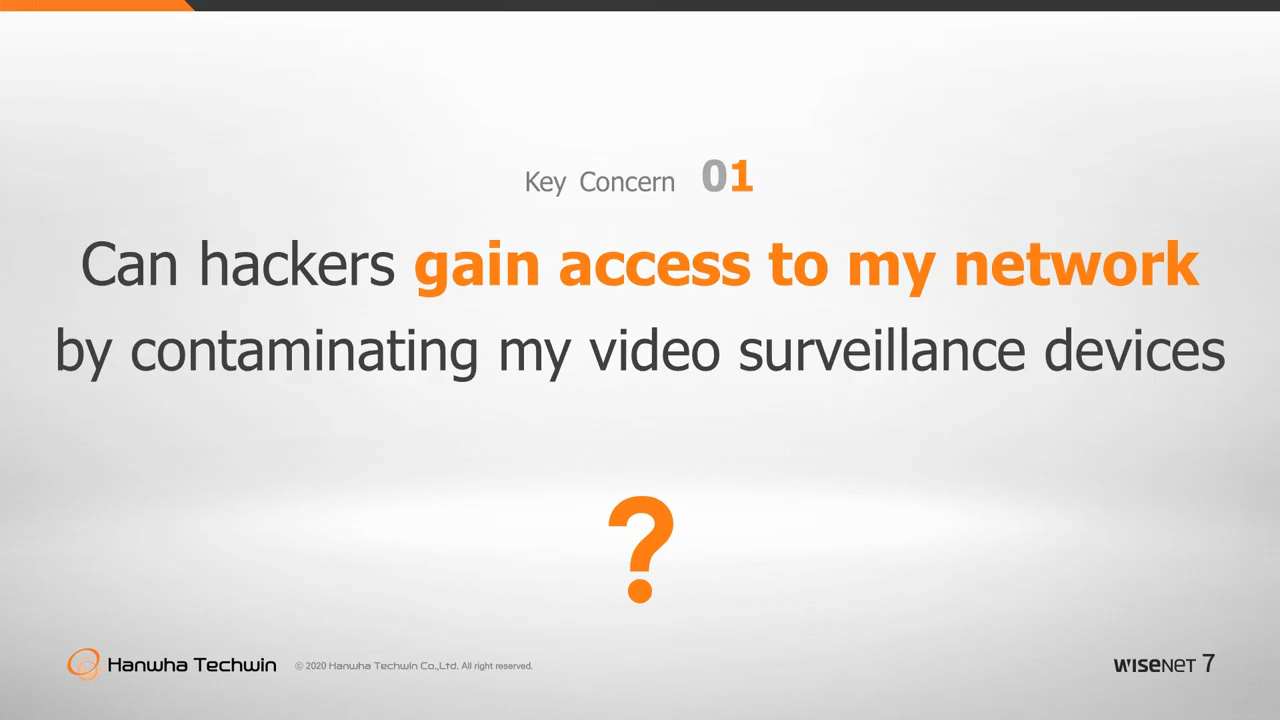 Key Concern 01
Can hackers gain access to my network
by contaminating my video surveillance devices
?
Hanwha Techwin
© 2020 Hanwha Techwin Co.,Ltd. All right reserved.
WISENET 7